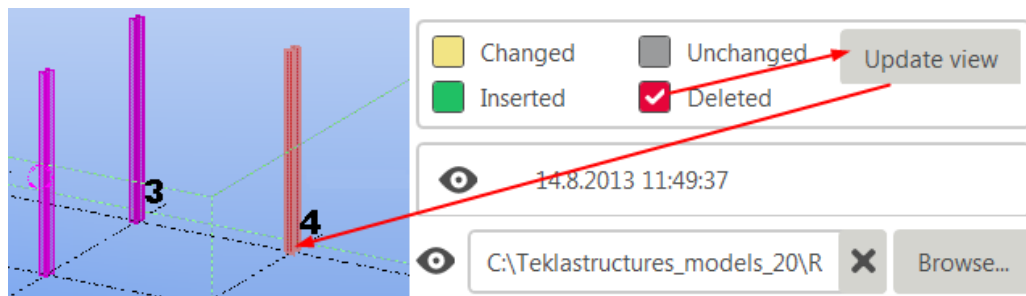 3
4
Changed
Unchanged
Update view
Inserted
Deleted
14.8.2013 11:49:37
C:\Teklastructures_models_20\R
Browse...